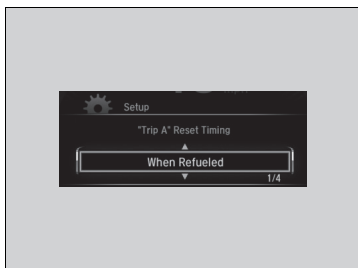 Setup
"Trip A" Reset Timing
When Refueled
1/4